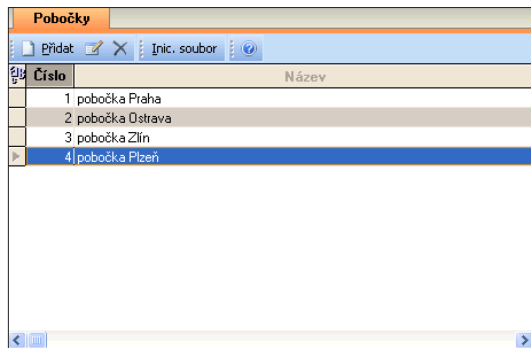 Pobočky
Přidat Inic. soubor
Číslo Název
1 pobočka Praha
2 pobočka Ostrava
3 pobočka Zlín
4 pobočka Plzeň